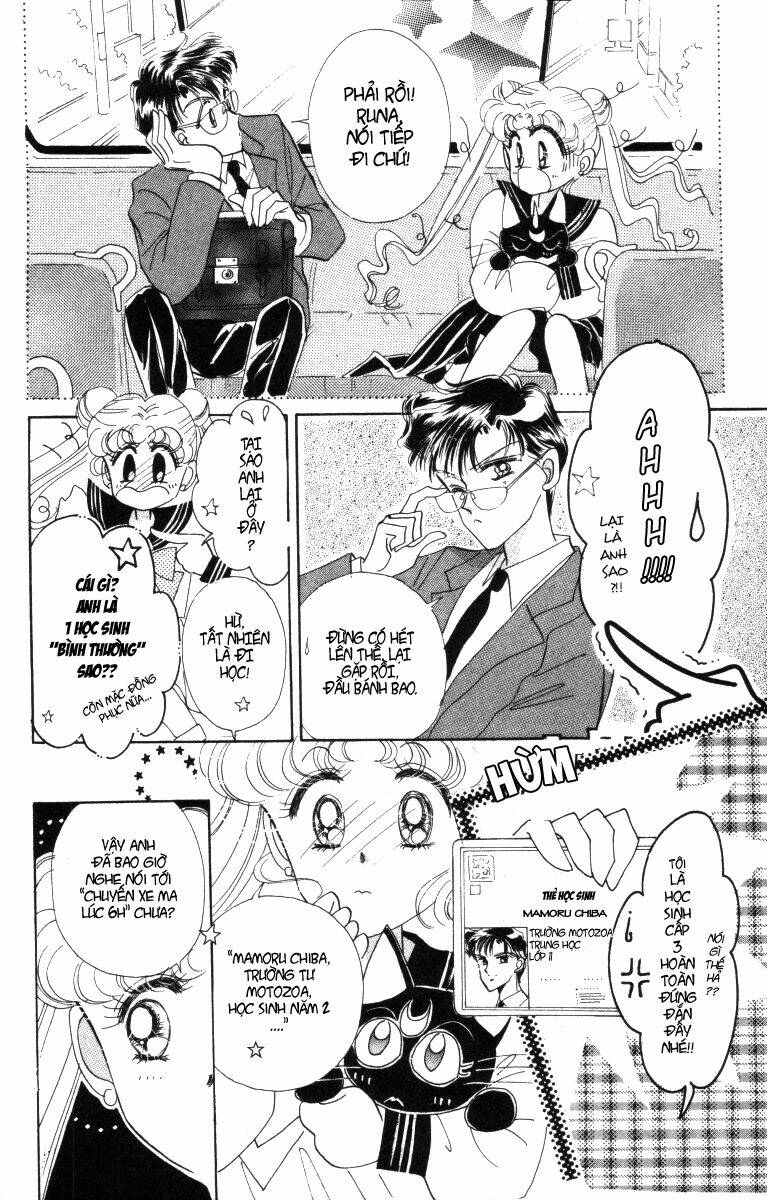 PHẢI RỒI!
RUNA,
NÓI TIẾP
ĐI CHỨ!
AHHH!!!!!
LẠI
LÀ
ANH
SAO
?!!
ĐỪNG CÓ HÉT
LÊN THẾ, LẠI
GẶP RỒI,
ĐẦU BÁNH BAO.
TẠI
SAO
ANH
LẠI
Ở
ĐÂY
?
HỪ,
TẤT NHIÊN
LÀ ĐI
HỌC!
CÁI GÌ?
ANH LÀ
1 HỌC SINH
"BÌNH THƯỜNG"
SAO??
CÒN MẶC ĐỒNG
PHỤC NỮA...
HỪM
NÓI
GÌ
THẾ
HẢ
??
TÔI
LÀ
HỌC
SINH
CẤP
3
HOÀN
TOÀN
ĐỨNG
ĐẮN
ĐẤY
NHÉ!!
THẺ HỌC SINH
MAMORU CHIBA
TRƯỜNG MOTOZOA
TRUNG HỌC
LỚP 11
"MAMORU CHIBA,
TRƯỜNG TƯ
MOTOZOA,
HỌC SINH NĂM 2
...."
VẬY ANH
ĐÃ BAO GIỜ
NGHE NÓI TỚI
"CHUYẾN XE MA
LÚC 6H" CHƯA?